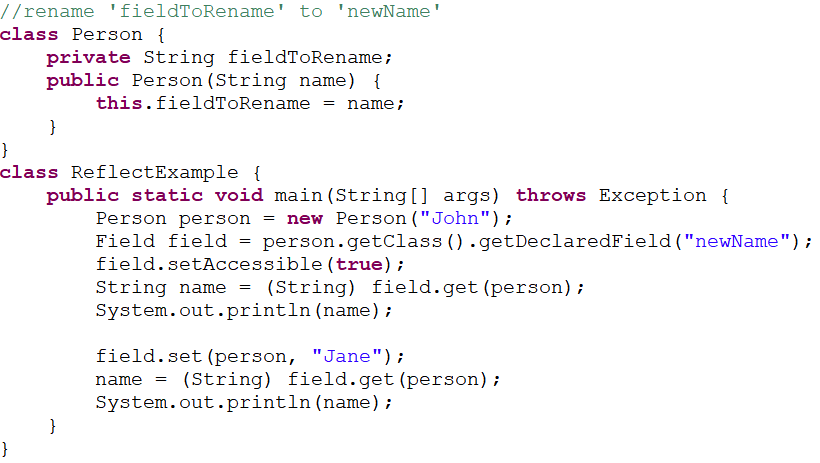 //rename 'fieldToRename' to 'newName'
class Person {
    private String fieldToRename;
    public Person(String name) {
        this.fieldToRename = name;
    }
}
class ReflectExample {
    public static void main(String[] args) throws Exception {
        Person person = new Person("John");
        Field field = person.getClass().getDeclaredField("newName");
        field.setAccessible(true);
        String name = (String) field.get(person);
        System.out.println(name);

        field.set(person, "Jane");
        name = (String) field.get(person);
        System.out.println(name);
    }
}